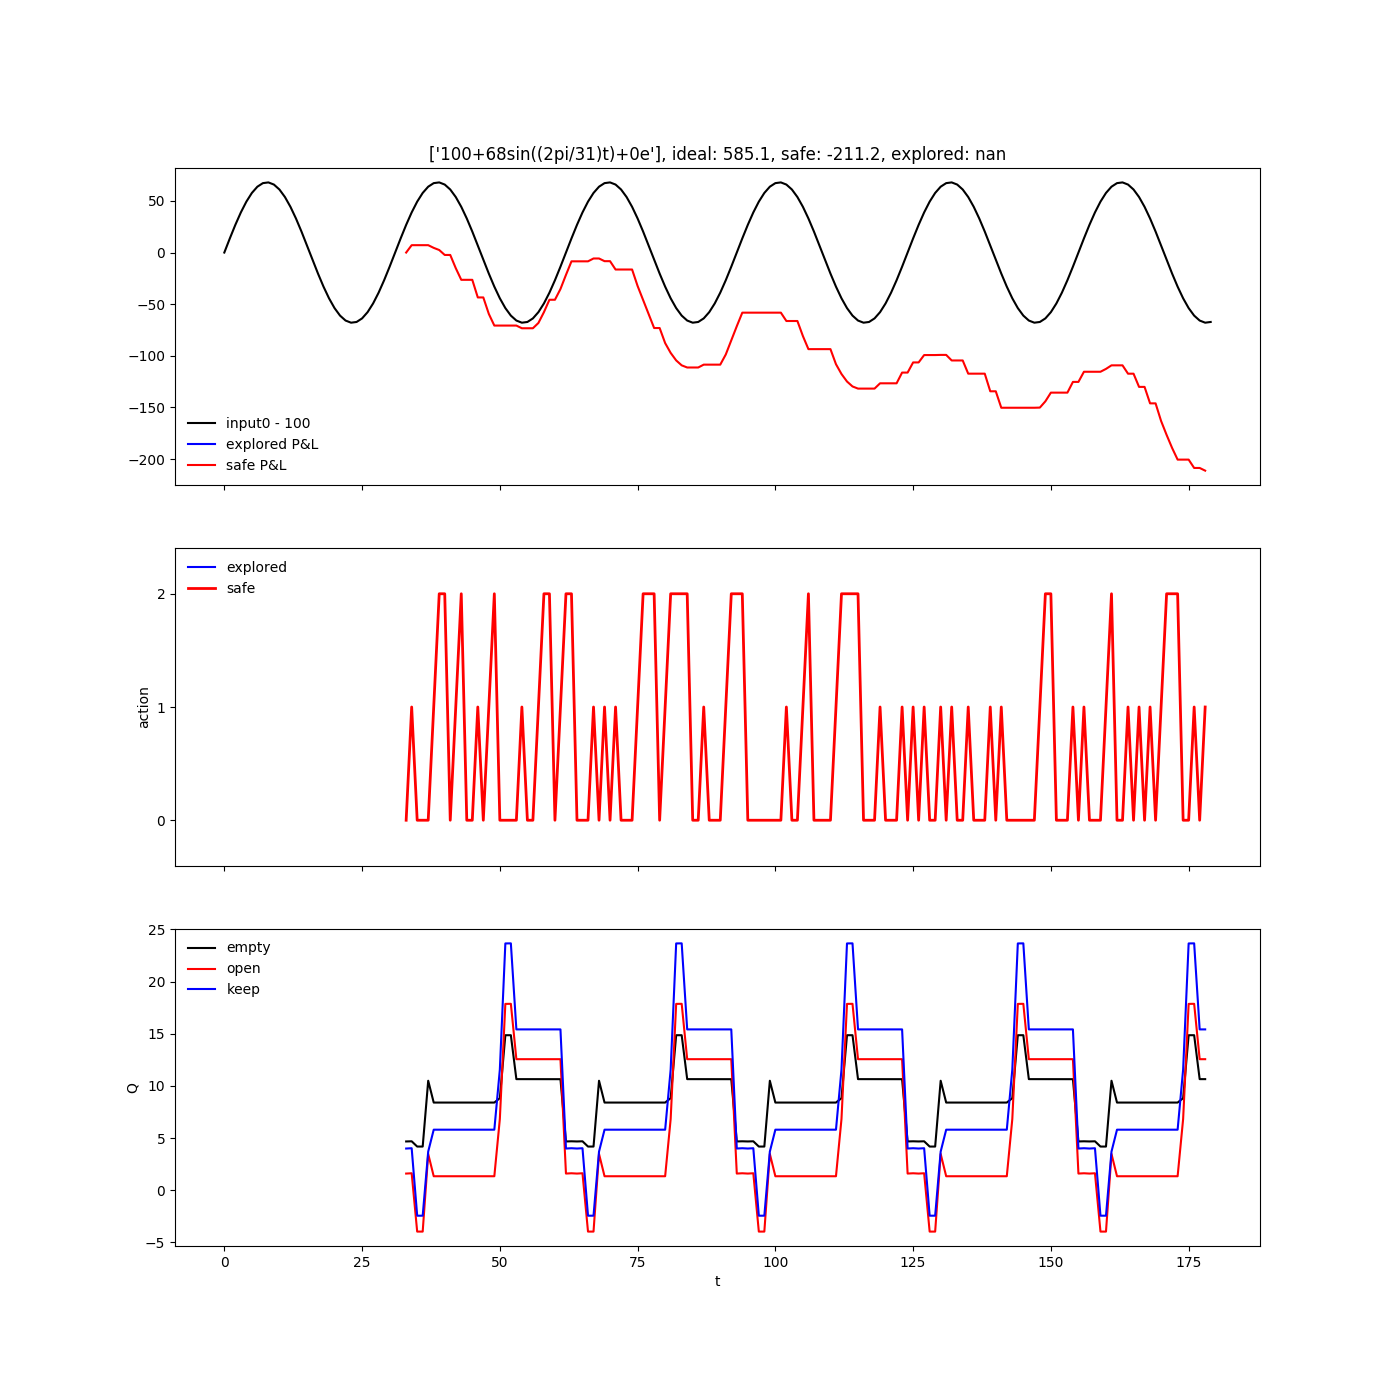 ['100+68sin((2pi/31)t)+0e'], ideal: 585.1, safe: -211.2, explored: nan
50
0
−50
−100
−150
−200
input0 - 100
explored P&L
safe P&L
explored
safe
2
1
0
action
empty
open
keep
25
20
15
10
5
0
−5
Q
0 25 50 75 100 125 150 175
t